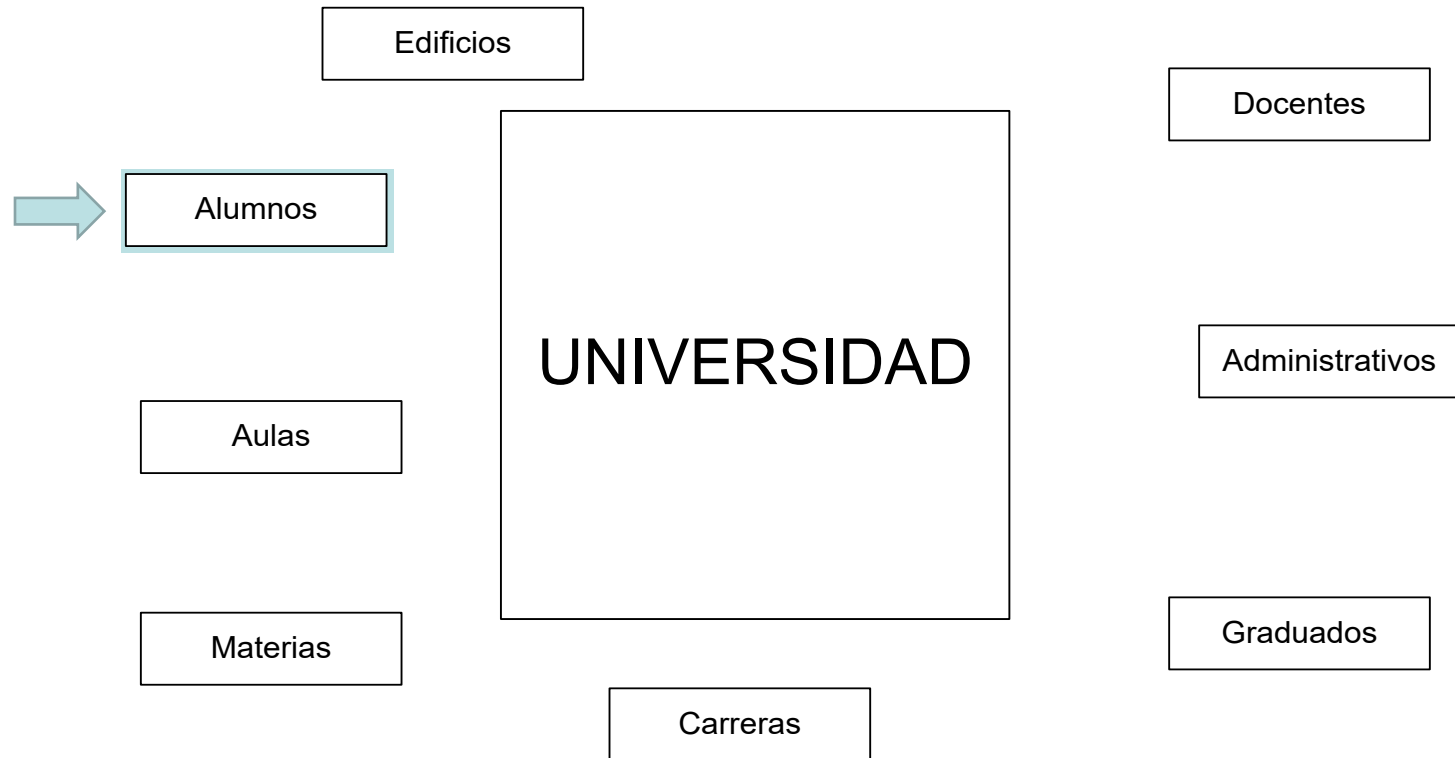 Edificios
Docentes
Alumnos
UNIVERSIDAD
Administrativos
Aulas
Graduados
Materias
Carreras